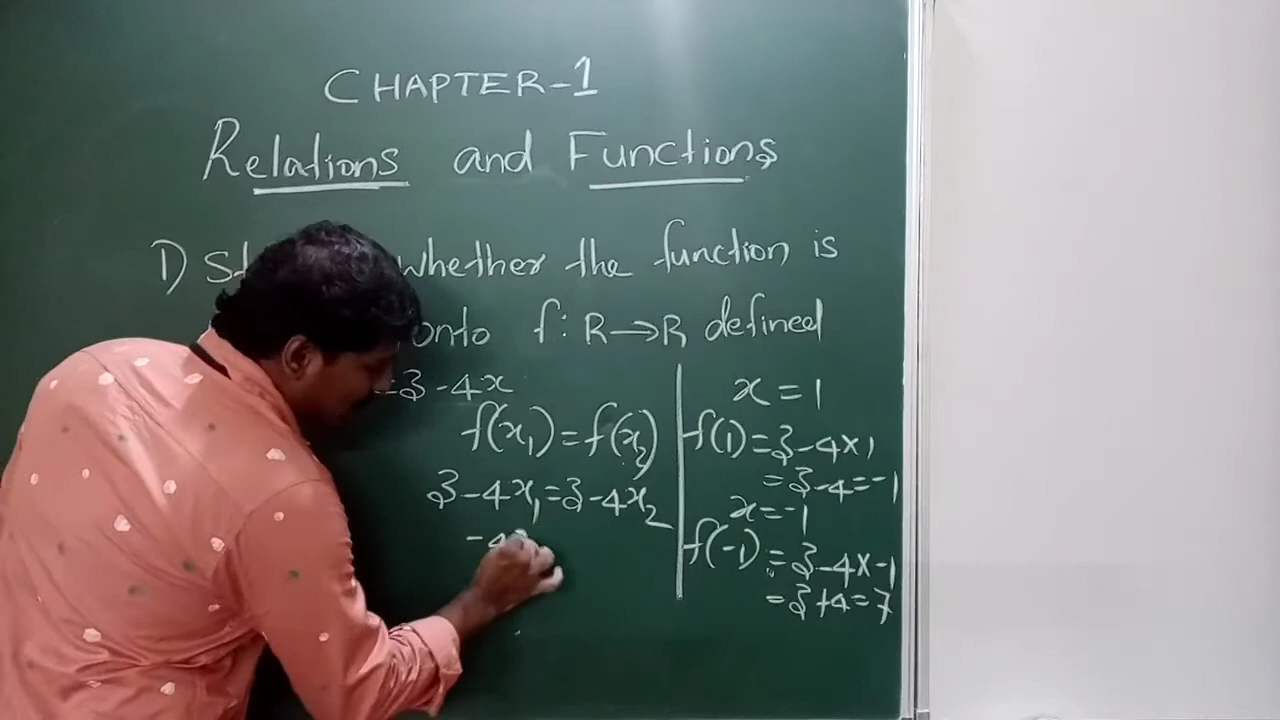 CHAPTER-1
Relations and Functions
1) whether the function is
onto f: R→R defined
=3-4x
f(x₁)=f(x₂)
3-4x₁=3-4x₂
-4
x=1
f(1)=3-4×1
=3-4=-1
x=-1
f(-1)=3-4×-1
=3+4=7